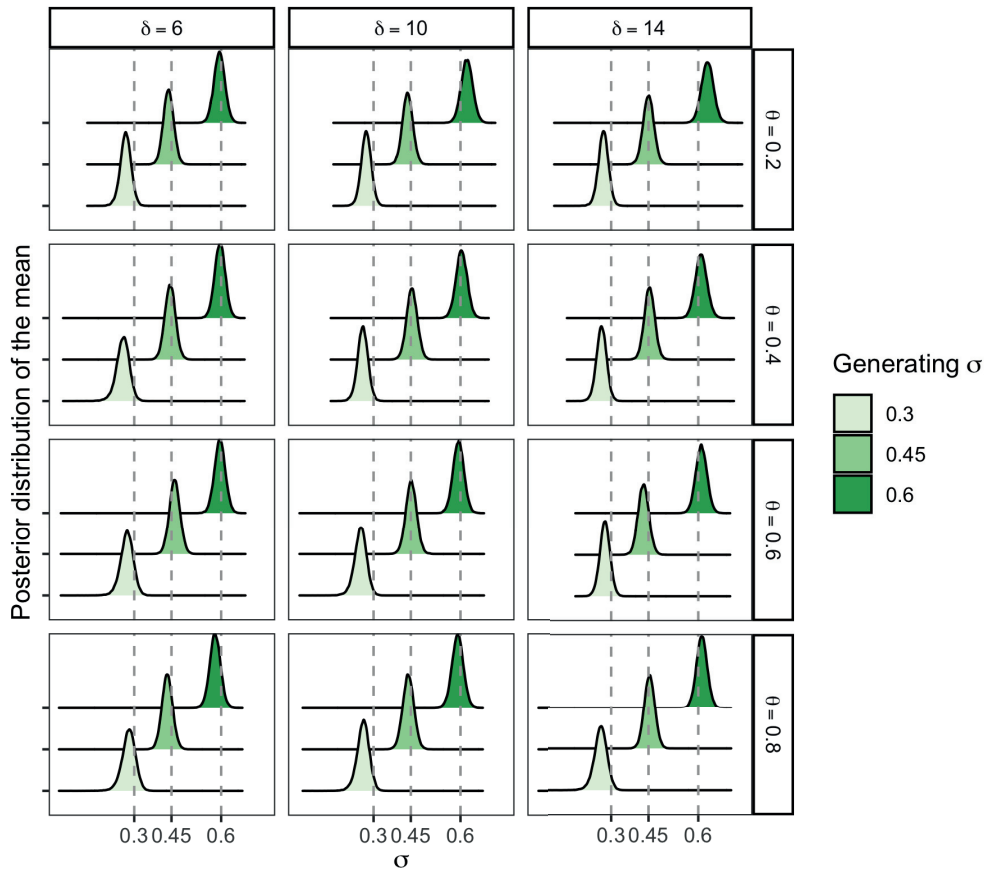 δ = 6
δ = 10
δ = 14
θ = 0.2
θ = 0.4
θ = 0.6
θ = 0.8
Posterior distribution of the mean
0.3 0.45 0.6
0.3 0.45 0.6
0.3 0.45 0.6
σ
Generating σ
0.3
0.45
0.6